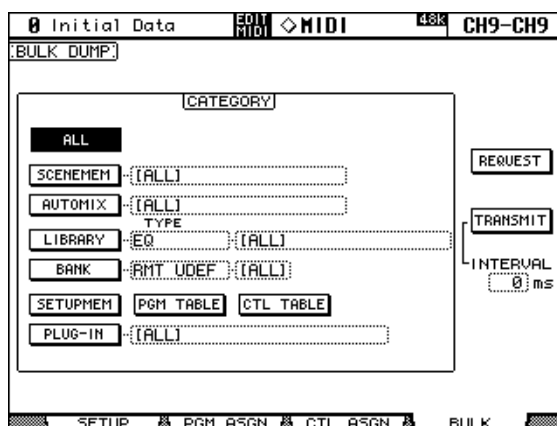 0 Initial Data EDIT MIDI ◇MIDI 48k CH9-CH9
BULK DUMP
CATEGORY
ALL
REQUEST
SCENEMEM [ALL]
AUTOMIX [ALL]
TRANSMIT
TYPE
LIBRARY EQ [ALL]
BANK RMT UDEF [ALL]
INTERVAL
0 ms
SETUPMEM PGM TABLE CTL TABLE
PLUG-IN [ALL]
SETUP PGM ASGN CTL ASGN BULK